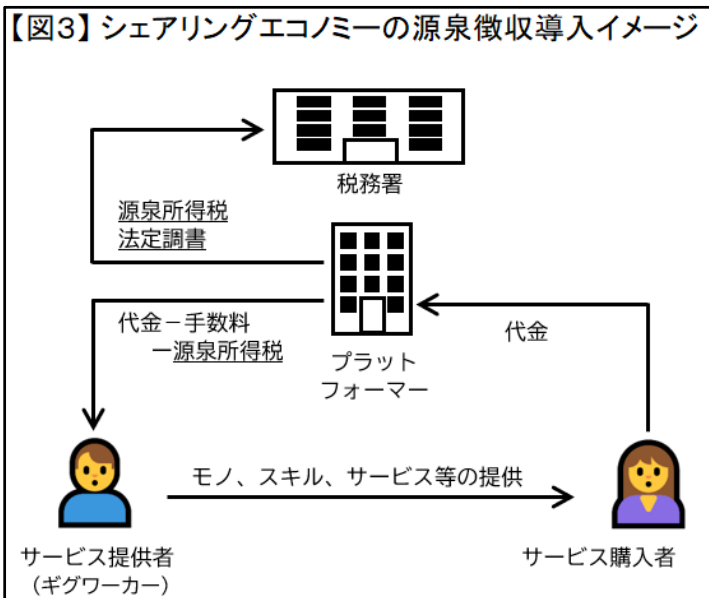 【図3】シェアリングエコノミーの源泉徴収導入イメージ
税務署
源泉所得税
法定調書
代金－手数料
ー源泉所得税
プラット
フォーマー
代金
モノ、スキル、サービス等の提供
サービス提供者
（ギグワーカー）
サービス購入者